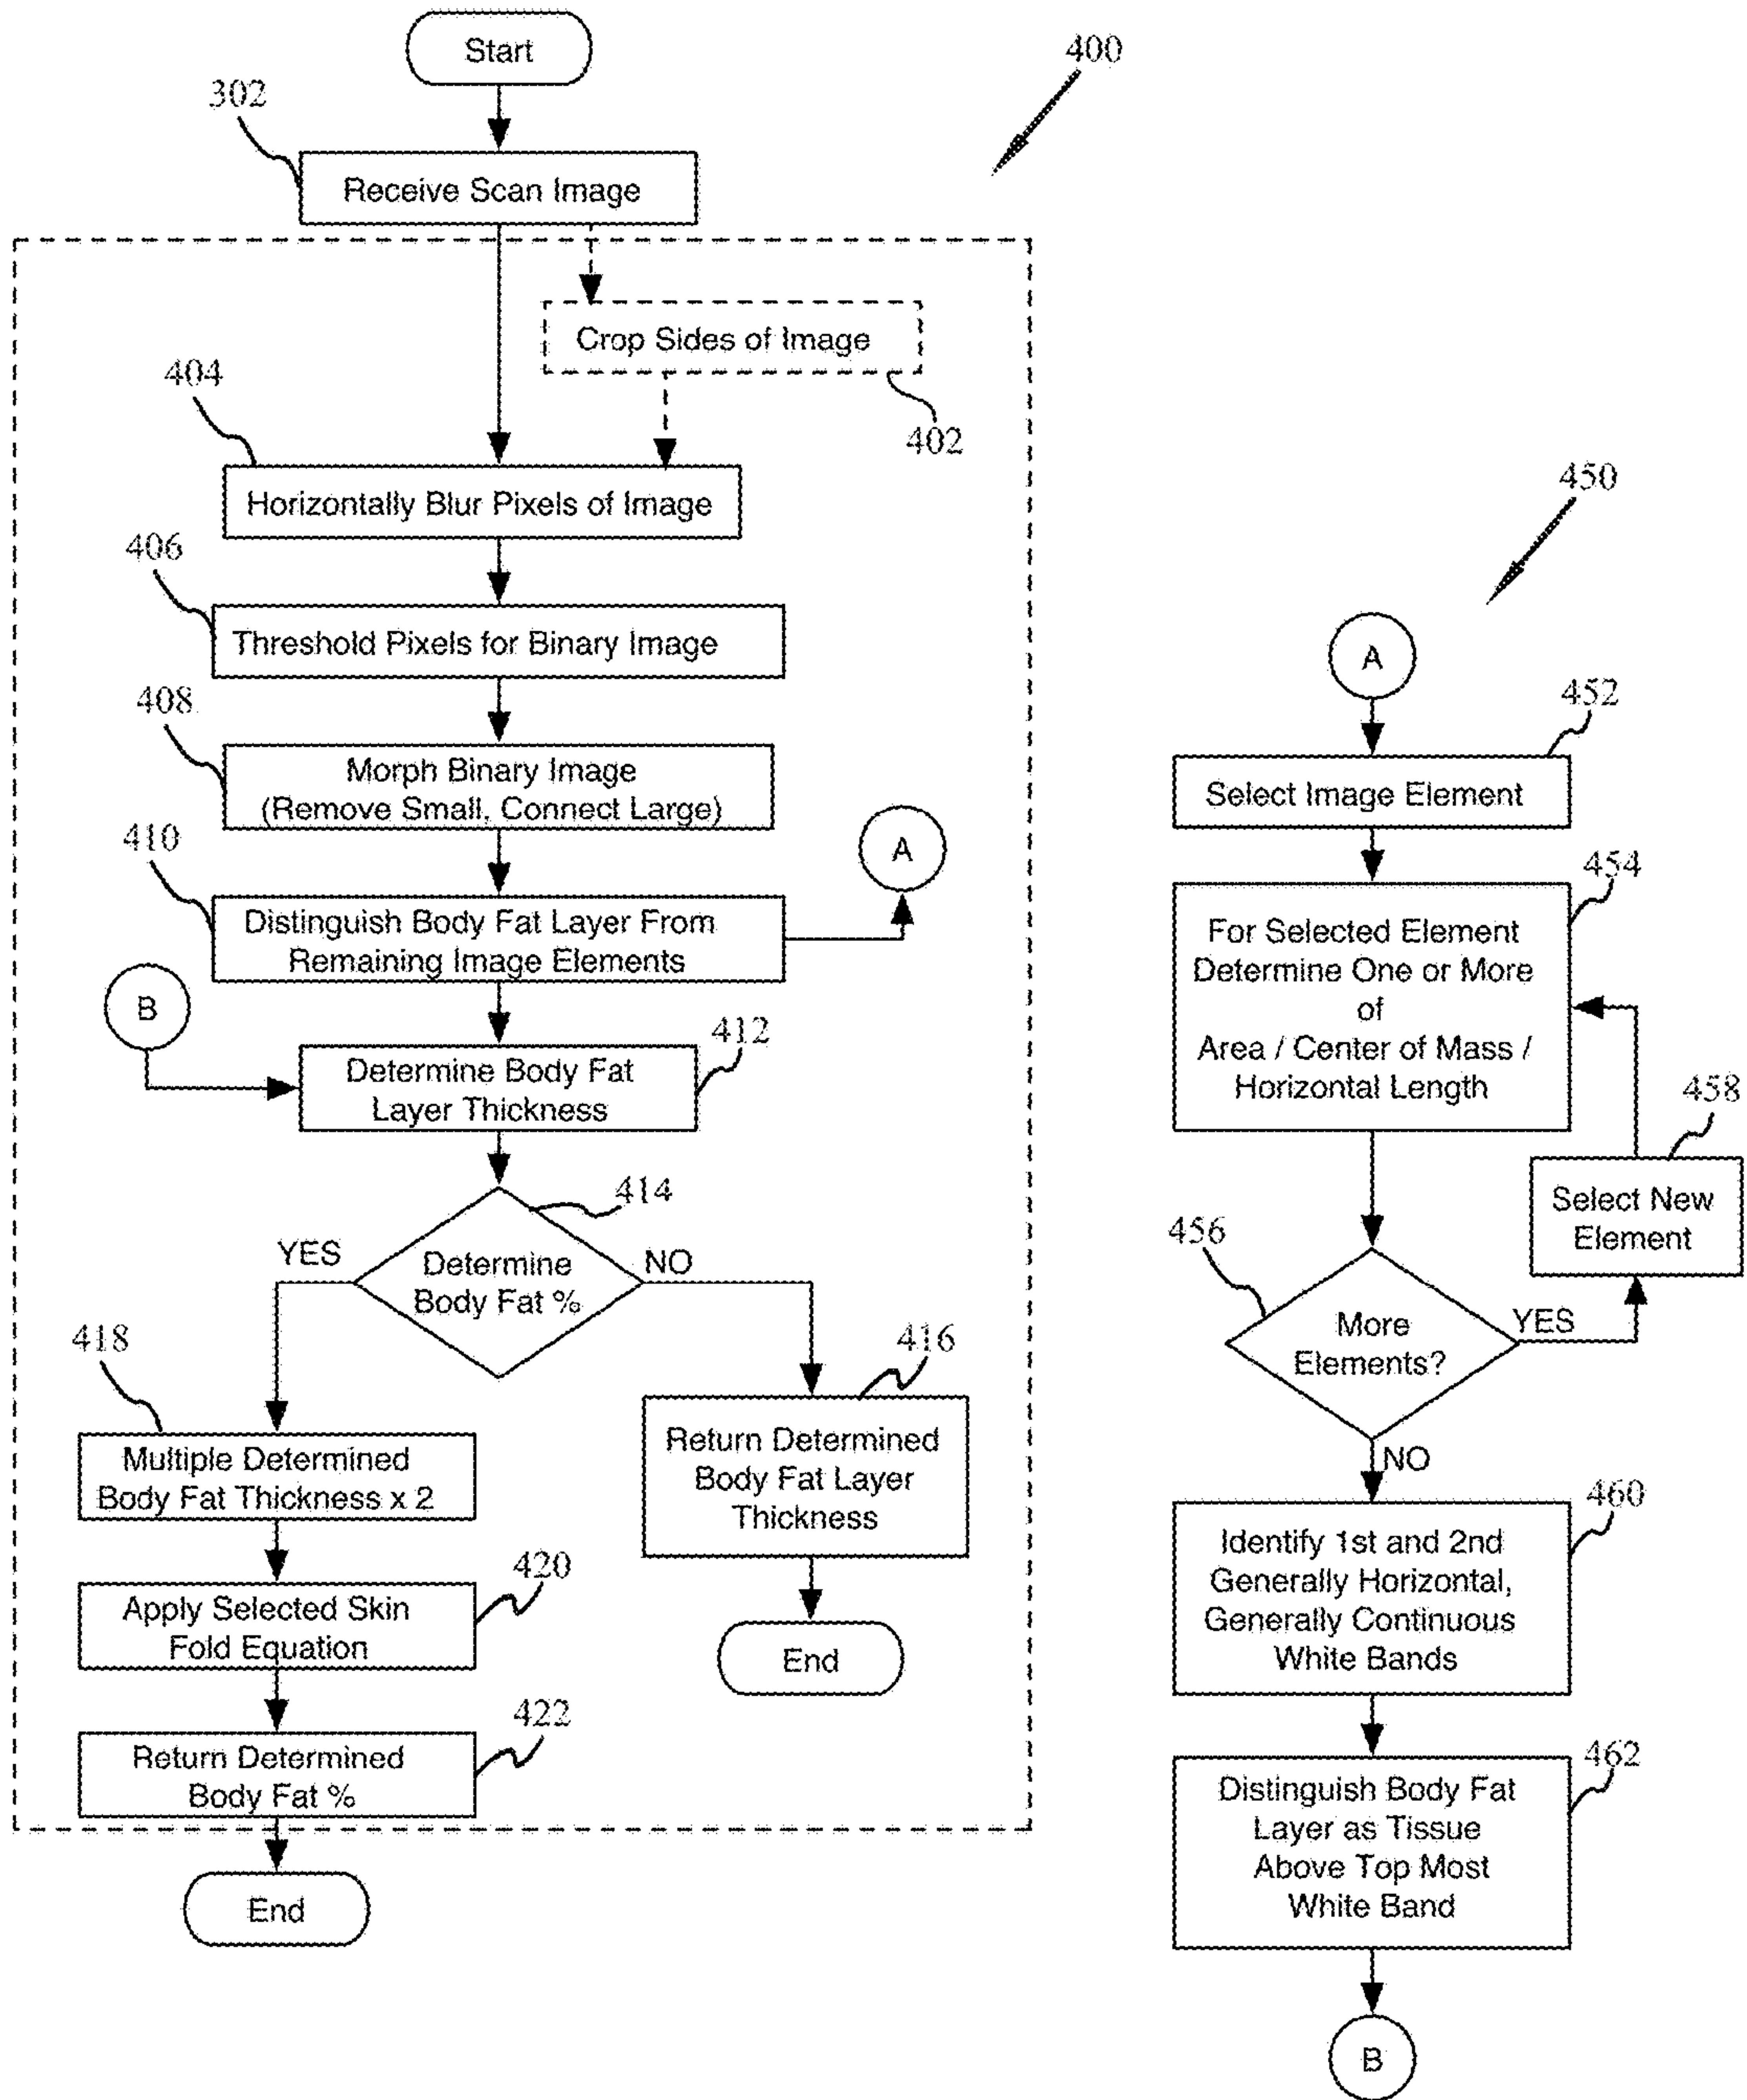 Start
400
302
Receive Scan Image
Crop Sides of Image
402
404
Horizontally Blur Pixels of Image
406
Threshold Pixels for Binary Image
408
Morph Binary Image
(Remove Small, Connect Large)
410
A
Distinguish Body Fat Layer From
Remaining Image Elements
B
412
Determine Body Fat
Layer Thickness
414
YES
NO
Determine
Body Fat %
418
416
Multiple Determined
Body Fat Thickness x 2
Return Determined
Body Fat Layer
Thickness
420
Apply Selected Skin
Fold Equation
End
422
Return Determined
Body Fat %
End
450
A
452
Select Image Element
454
For Selected Element
Determine One or More
of
Area / Center of Mass /
Horizontal Length
458
Select New
Element
456
More
Elements?
YES
NO
460
Identify 1st and 2nd
Generally Horizontal,
Generally Continuous
White Bands
462
Distinguish Body Fat
Layer as Tissue
Above Top Most
White Band
B